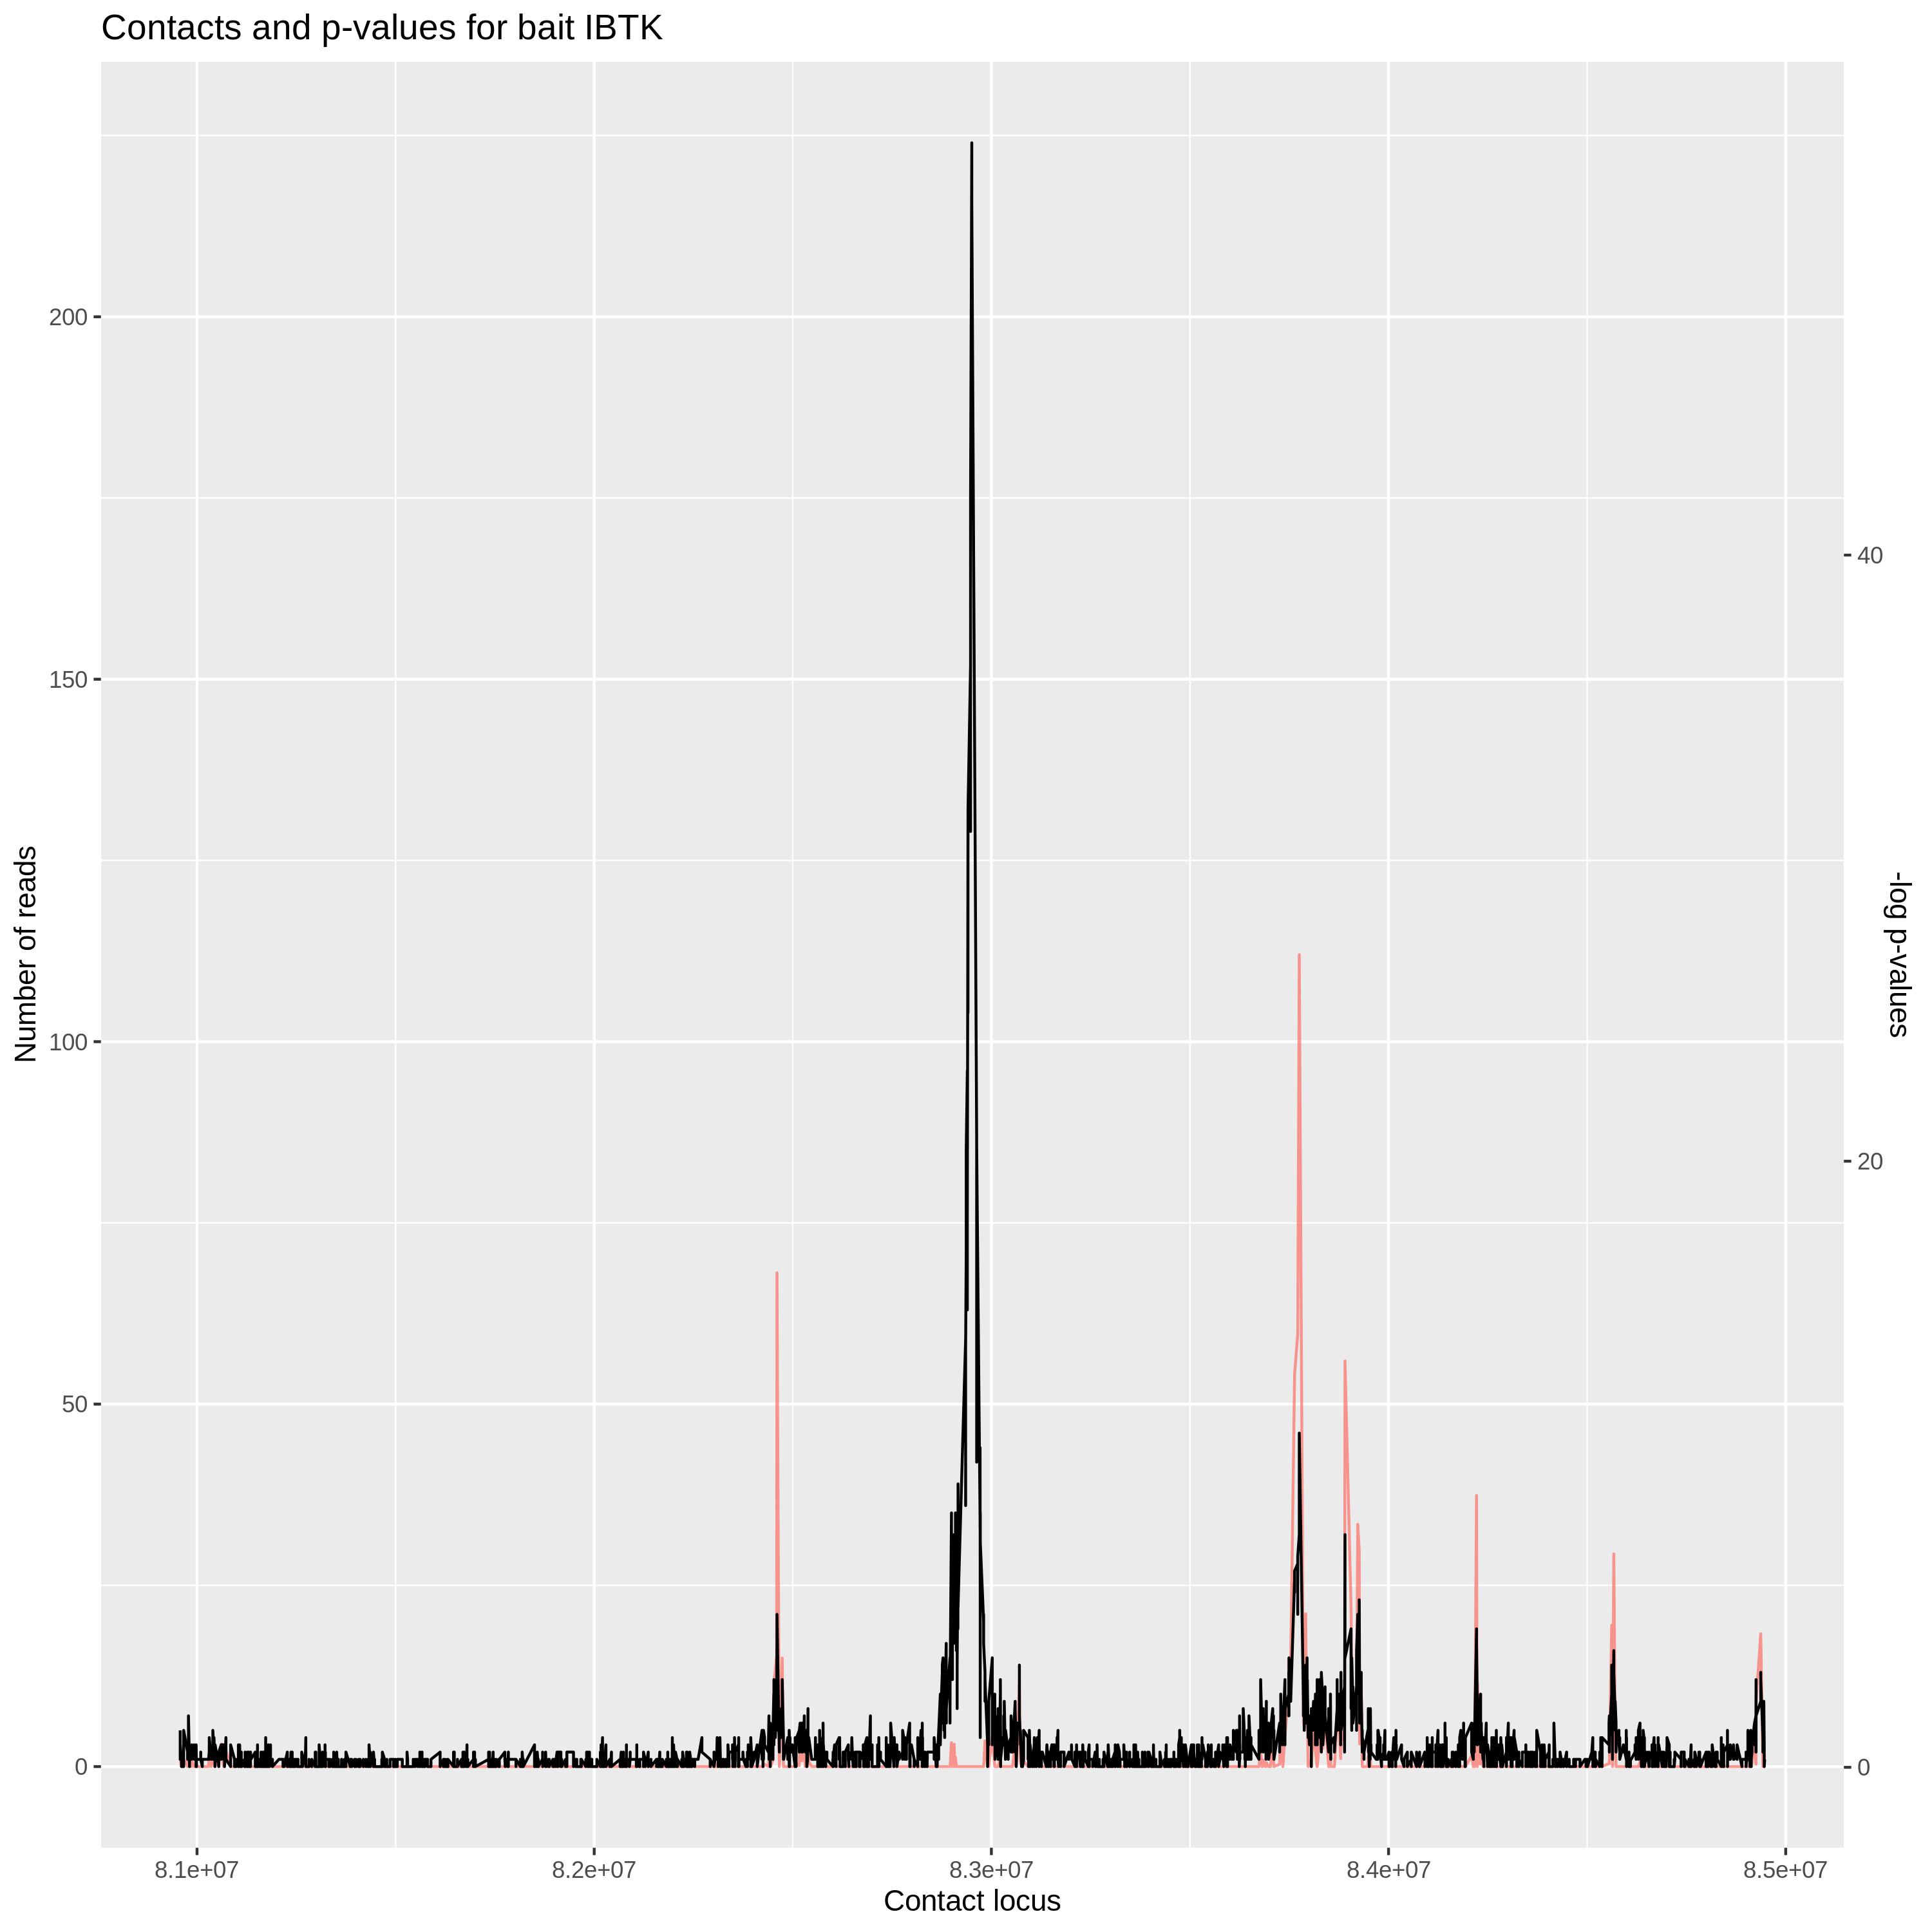 Contacts and p-values for bait IBTK
Number of reads
200
150
100
50
0
40
20
0
-log p-values
8.1e+07 8.2e+07 8.3e+07 8.4e+07 8.5e+07
Contact locus